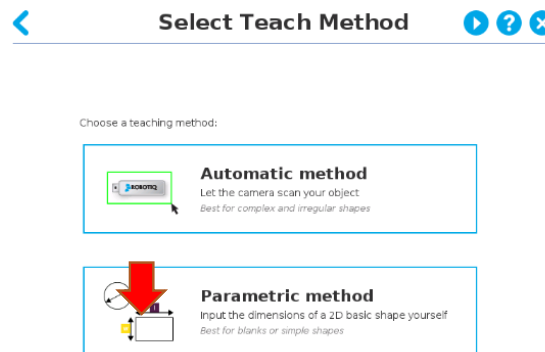 Select Teach Method
?
Choose a teaching method:
ROBOTIQ
Automatic method
Let the camera scan your object
Best for complex and irregular shapes
Parametric method
Input the dimensions of a 2D basic shape yourself
Best for blanks or simple shapes